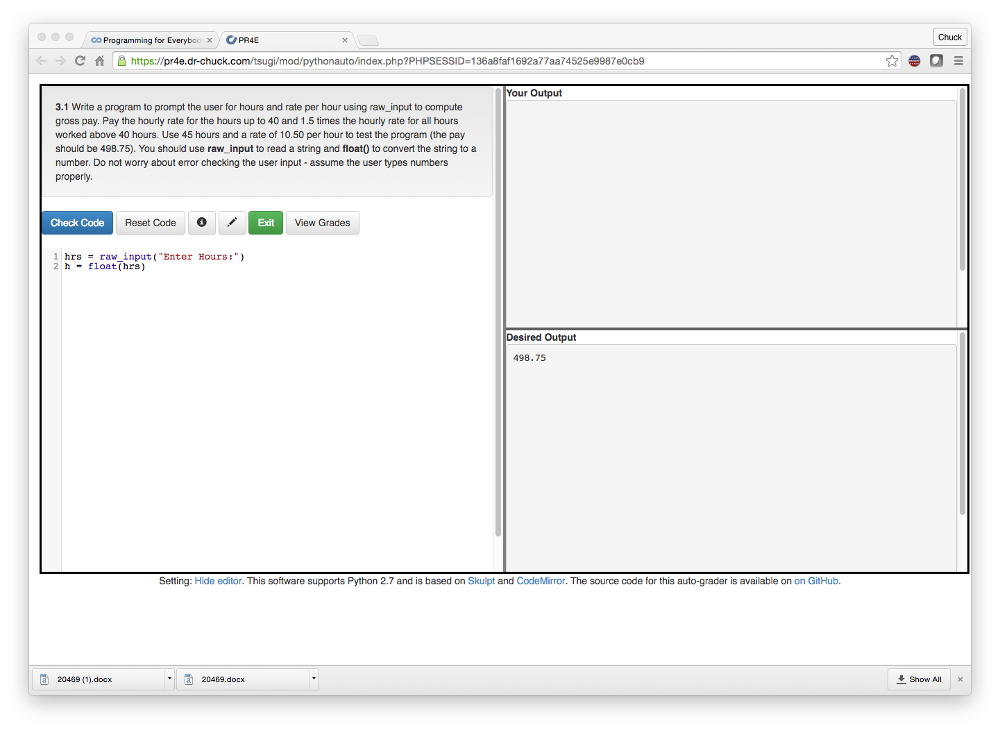 Programming for Everybod
PR4E
Chuck
https://pr4e.dr-chuck.com/tsugi/mod/pythonauto/index.php?PHPSESSID=136a8faf1692a77aa74525e9987e0cb9
3.1 Write a program to prompt the user for hours and rate per hour using raw_input to compute
gross pay. Pay the hourly rate for the hours up to 40 and 1.5 times the hourly rate for all hours
worked above 40 hours. Use 45 hours and a rate of 10.50 per hour to test the program (the pay
should be 498.75). You should use raw_input to read a string and float() to convert the string to a
number. Do not worry about error checking the user input - assume the user types numbers
properly.
Check Code Reset Code Exit View Grades
1 hrs = raw_input("Enter Hours:")
2 h = float(hrs)
Your Output
Desired Output
498.75
Setting: Hide editor. This software supports Python 2.7 and is based on Skulpt and CodeMirror. The source code for this auto-grader is available on on GitHub.
20469 (1).docx
20469.docx
Show All